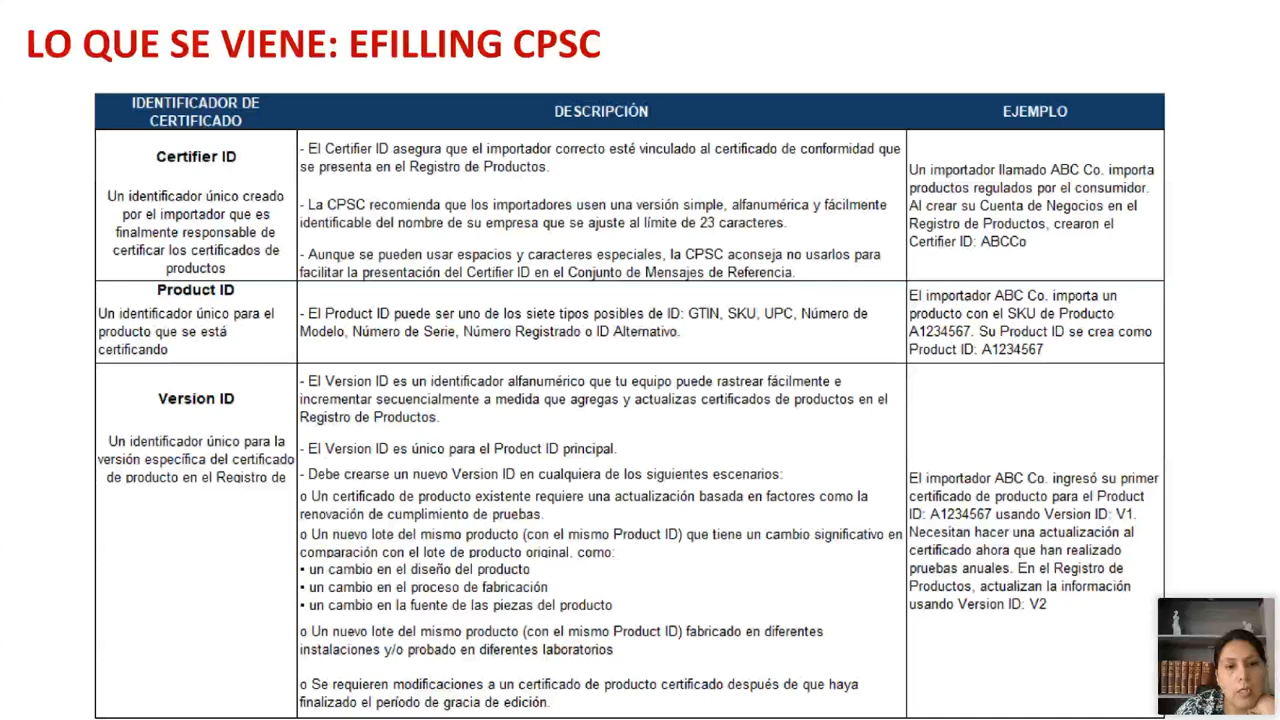 LO QUE SE VIENE: EFILLING CPSC
IDENTIFICADOR DE
CERTIFICADO
DESCRIPCIÓN
EJEMPLO
Certifier ID
Un identificador único creado
por el importador que es
finalmente responsable de
certificar los certificados de
productos
- El Certifier ID asegura que el importador correcto esté vinculado al certificado de conformidad que
se presenta en el Registro de Productos.
- La CPSC recomienda que los importadores usen una versión simple, alfanumérica y fácilmente
identificable del nombre de su empresa que se ajuste al límite de 23 caracteres.
- Aunque se pueden usar espacios y caracteres especiales, la CPSC aconseja no usarlos para
facilitar la presentación del Certifier ID en el Conjunto de Mensajes de Referencia.
Un importador llamado ABC Co. importa
productos regulados por el consumidor.
Al crear su Cuenta de Negocios en el
Registro de Productos, crearon el
Certifier ID: ABCCo
Product ID
Un identificador único para el
producto que se está
certificando
- El Product ID puede ser uno de los siete tipos posibles de ID: GTIN, SKU, UPC, Número de
Modelo, Número de Serie, Número Registrado o ID Alternativo.
El importador ABC Co. importa un
producto con el SKU de Producto
A1234567. Su Product ID se crea como
Product ID: A1234567
Version ID
Un identificador único para la
versión específica del certificado
de producto en el Registro de
- El Version ID es un identificador alfanumérico que tu equipo puede rastrear fácilmente e
incrementar secuencialmente a medida que agregas y actualizas certificados de productos en el
Registro de Productos.
- El Version ID es único para el Product ID principal.
- Debe crearse un nuevo Version ID en cualquiera de los siguientes escenarios:
o Un certificado de producto existente requiere una actualización basada en factores como la
renovación de cumplimiento de pruebas.
o Un nuevo lote del mismo producto (con el mismo Product ID) que tiene un cambio significativo en
comparación con el lote de producto original, como:
▪ un cambio en el diseño del producto
▪ un cambio en el proceso de fabricación
▪ un cambio en la fuente de las piezas del producto
o Un nuevo lote del mismo producto (con el mismo Product ID) fabricado en diferentes
instalaciones y/o probado en diferentes laboratorios
o Se requieren modificaciones a un certificado de producto certificado después de que haya
finalizado el período de gracia de edición.
El importador ABC Co. ingresó su primer
certificado de producto para el Product
ID: A1234567 usando Version ID: V1.
Necesitan hacer una actualización al
certificado ahora que han realizado
pruebas anuales. En el Registro de
Productos, actualizan la información
usando Version ID: V2